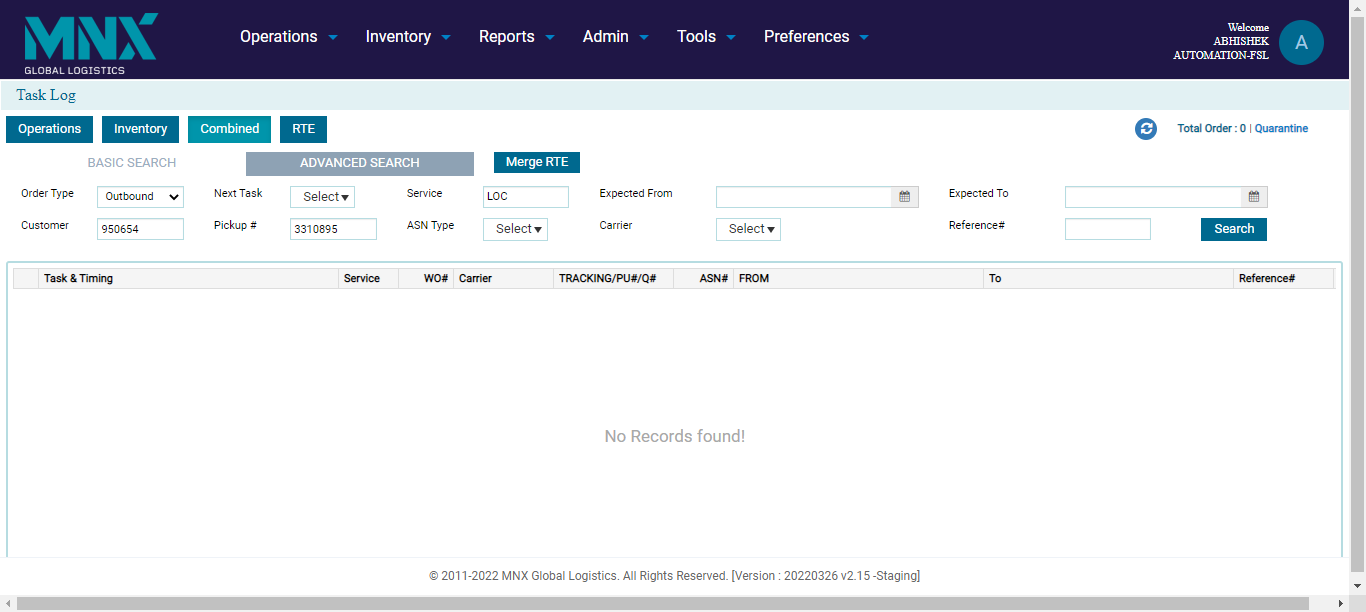 MNX
GLOBAL LOGISTICS
Operations Inventory Reports Admin Tools Preferences
Welcome
ABHISHEK
AUTOMATION-FSL
A
Task Log
Operations Inventory Combined RTE
Total Order : 0 | Quarantine
BASIC SEARCH ADVANCED SEARCH Merge RTE
Order Type Outbound Next Task Select Service LOC Expected From Expected To
Customer 950654 Pickup # 3310895 ASN Type Select Carrier Select Reference# Search
Task & Timing Service WO# Carrier TRACKING/PU#/Q# ASN# FROM To Reference#
No Records found!
© 2011-2022 MNX Global Logistics. All Rights Reserved. [Version : 20220326 v2.15 -Staging]